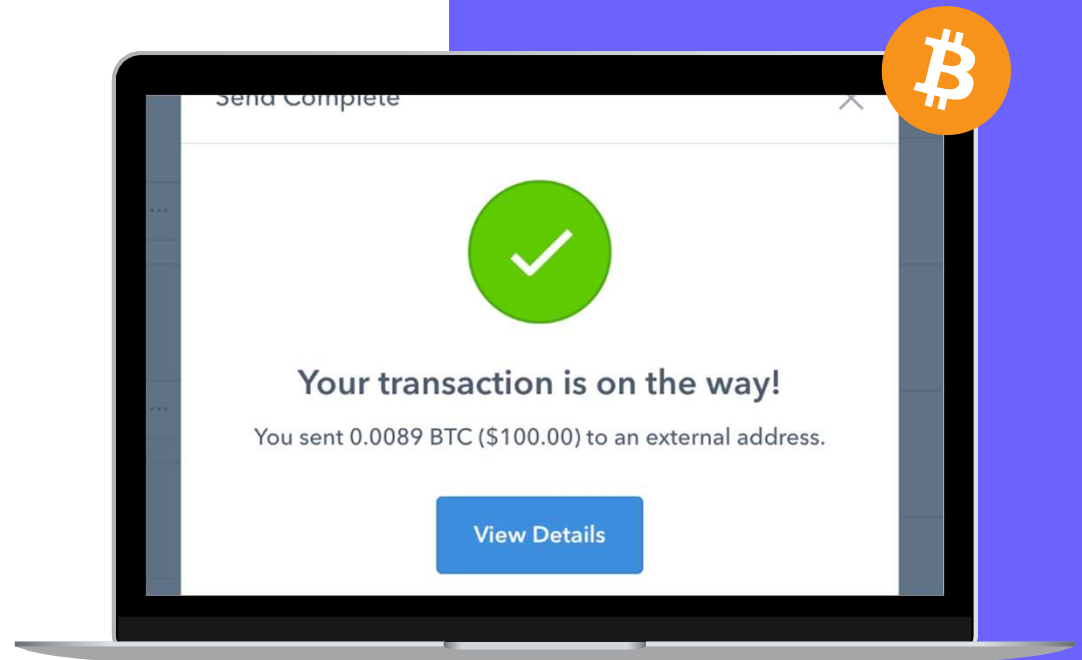 Send Complete
Your transaction is on the way!
You sent 0.0089 BTC ($100.00) to an external address.
View Details